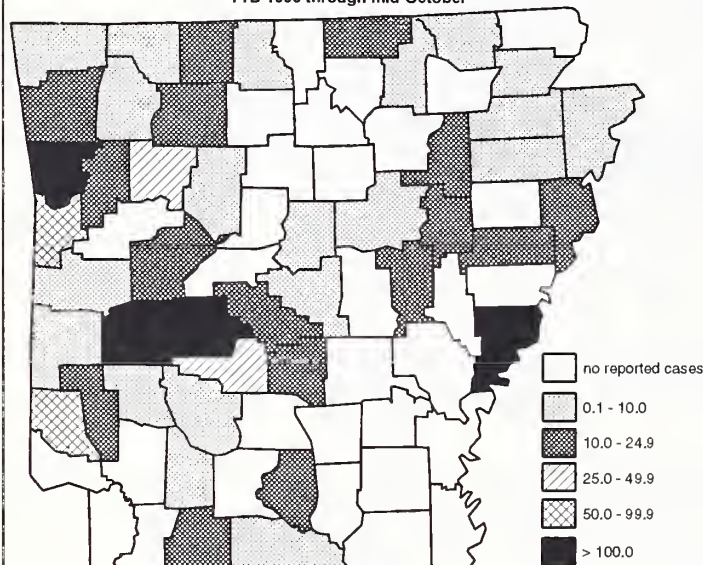 YTD 1996 through mid-October
no reported cases
0.1 - 10.0
10.0 - 24.9
25.0 - 49.9
50.0 - 99.9
> 100.0